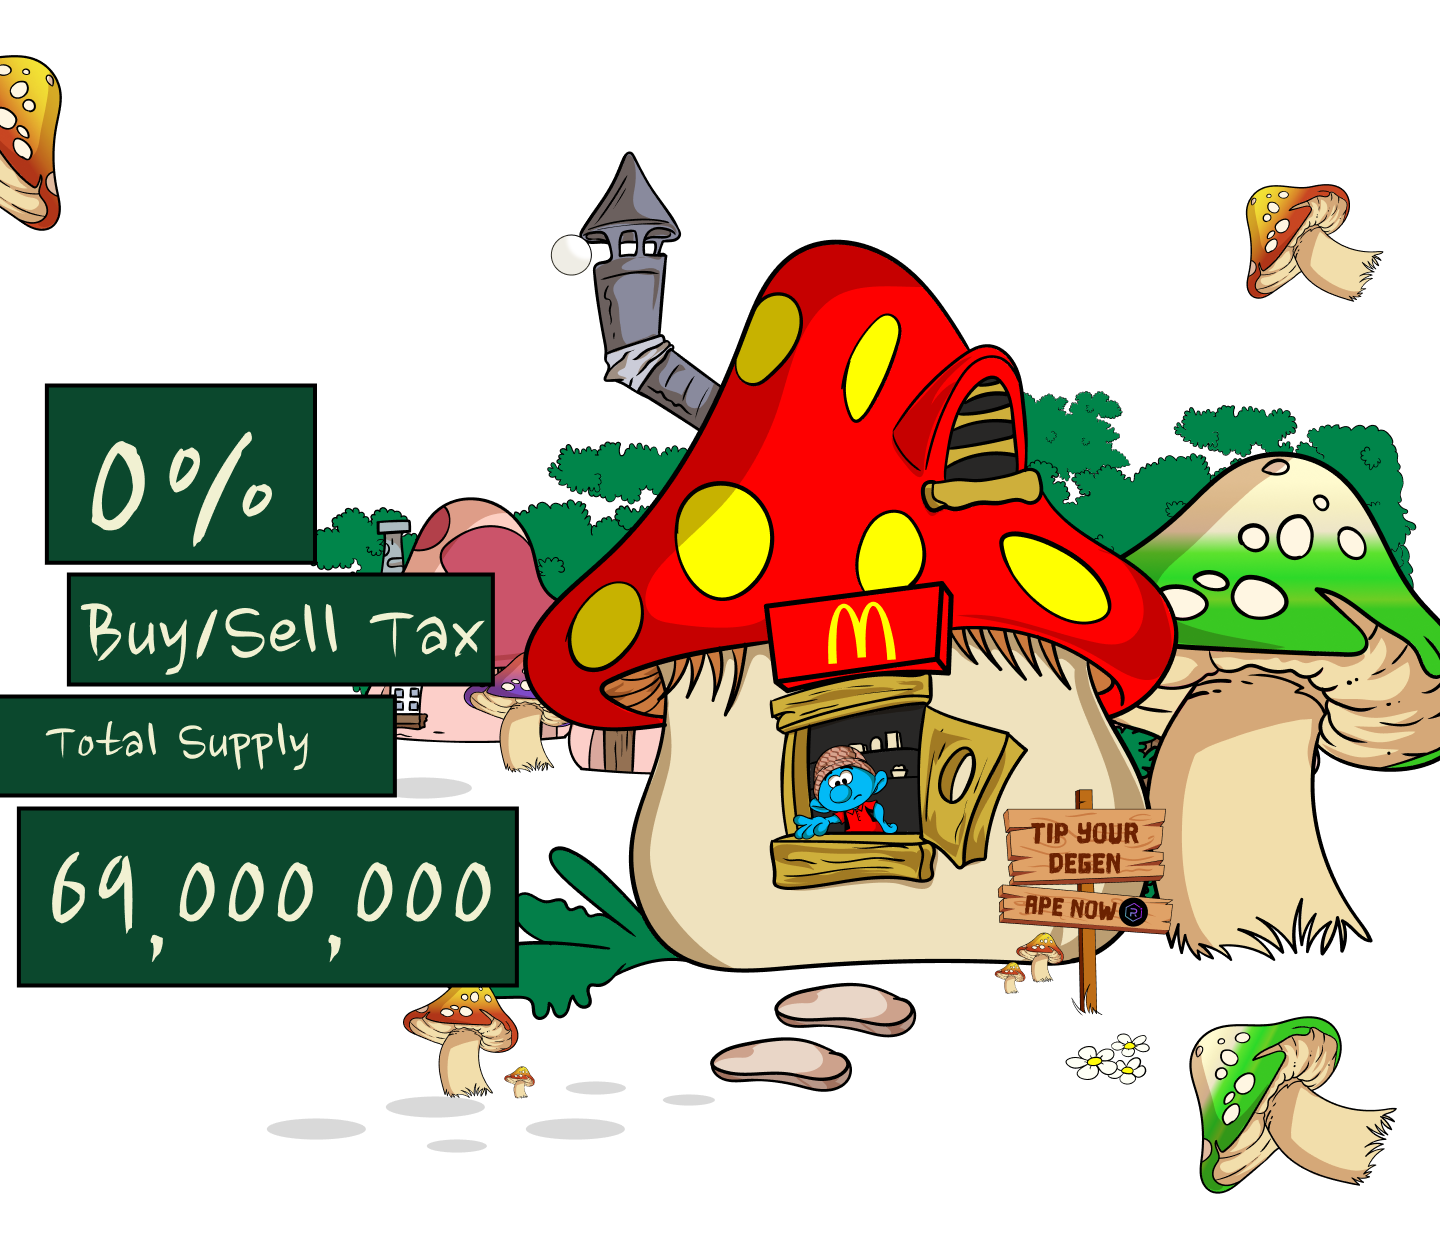 0%
Buy/Sell Tax
Total Supply
69,000,000
M
TIP YOUR
DEGEN
APE NOW